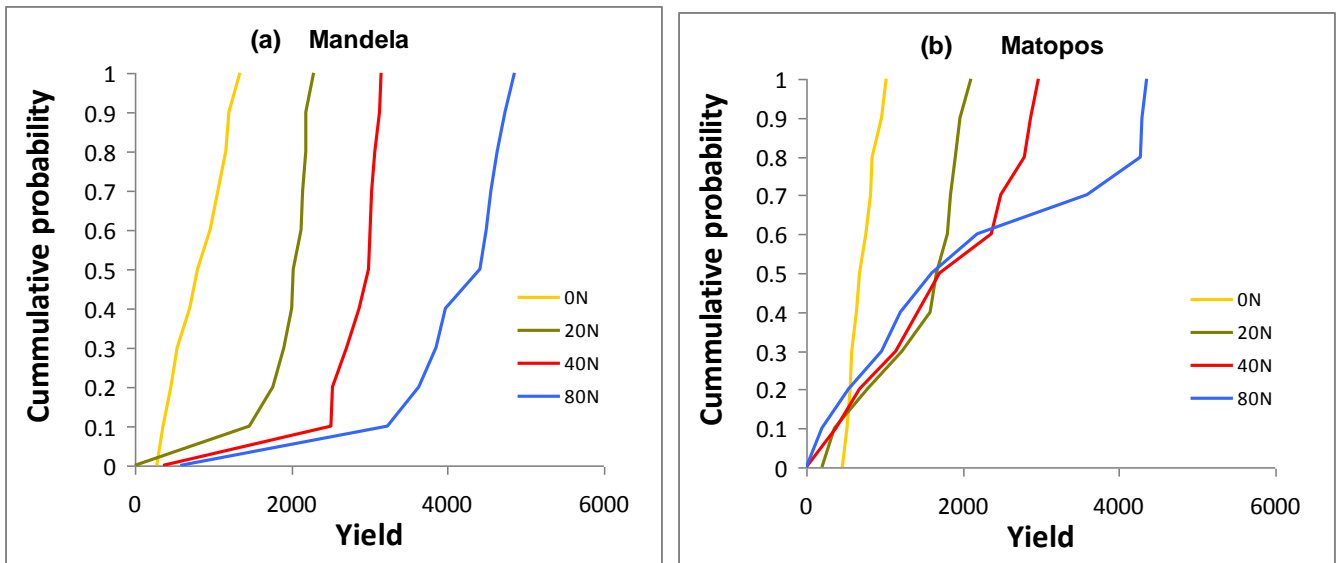 (a) Mandela
Cummulative probability
1
0.9
0.8
0.7
0.6
0.5
0.4
0.3
0.2
0.1
0
0 2000 4000 6000
Yield
0N
20N
40N
80N
(b) Matopos
Cummulative probability
1
0.9
0.8
0.7
0.6
0.5
0.4
0.3
0.2
0.1
0
0 2000 4000 6000
Yield
0N
20N
40N
80N